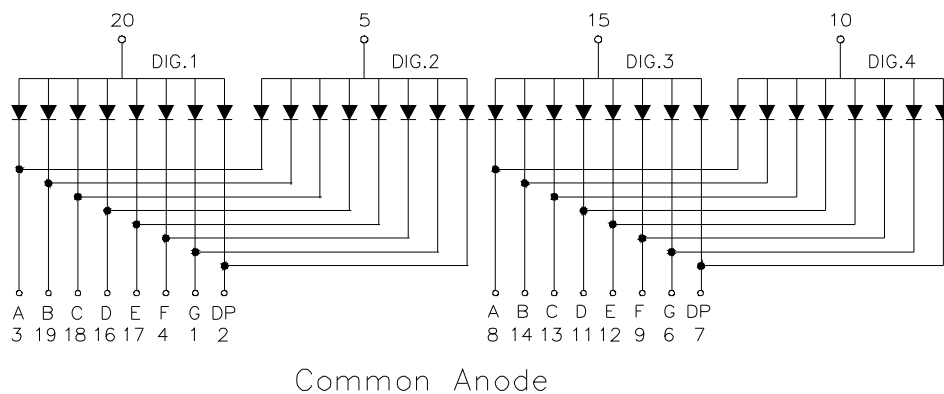 20 5 15 10
DIG.1 DIG.2 DIG.3 DIG.4
A B C D E F G DP A B C D E F G DP
3 19 18 16 17 4 1 2 8 14 13 11 12 9 6 7
Common Anode